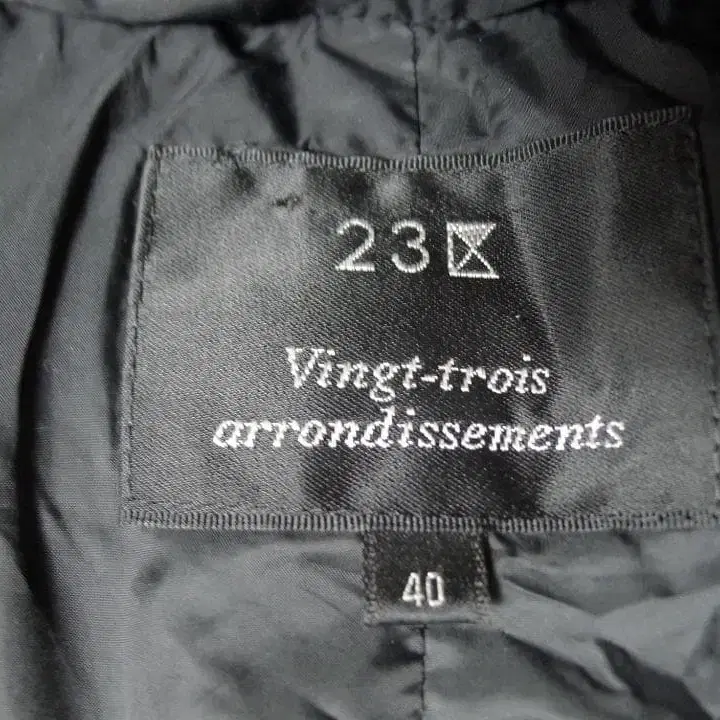 23区
Vingt-trois
arrondissements
40